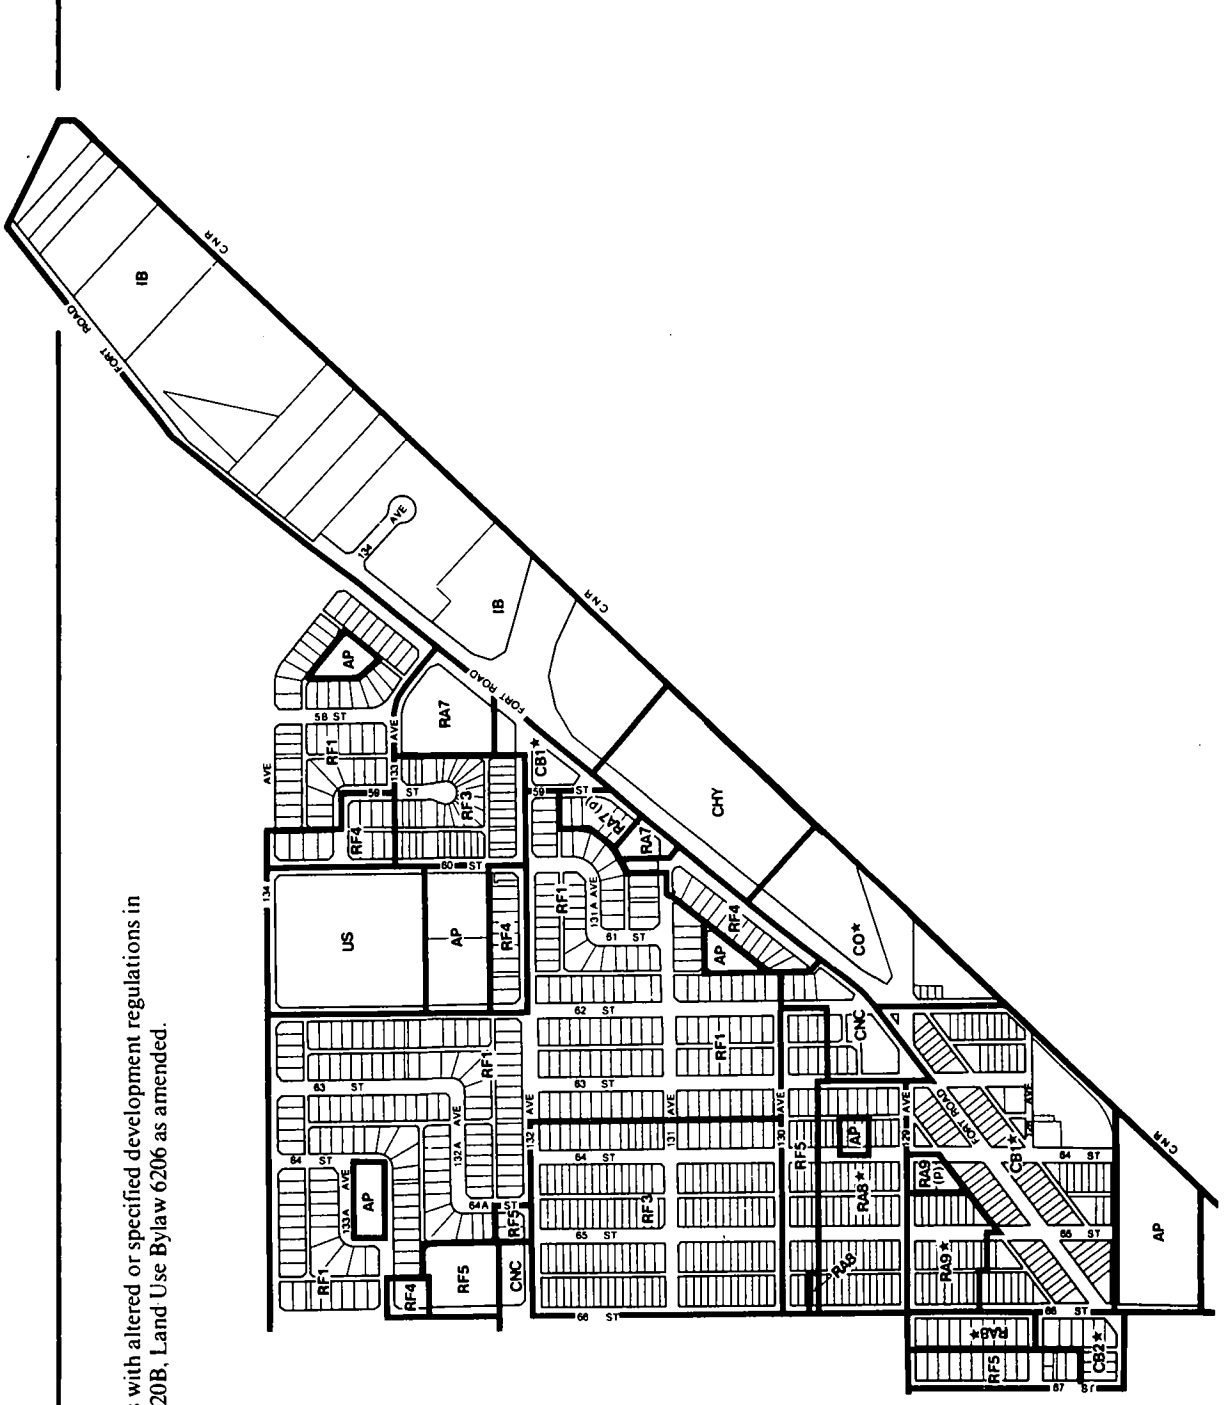 with altered or specified development regulations in
20B, Land Use Bylaw 6206 as amended.
CNR
IB
FORT ROAD
134 AVE
IB
CNR
AP
58 ST
RF1
AVE
133 AVE
RA7
FORT ROAD
59 ST
RF3
RF4
CB1★
59 ST
RA7(P)
RA7
CHY
60 ST
134
US
AP
RF4
RF1
131A AVE
61 ST
RF4
AP
CO★
62 ST
RF1
RF1
CNC
63 ST
63 ST
132A AVE
132 AVE
131 AVE
130 AVE
129 AVE
FORT ROAD
128 AVE
64 ST
133A AVE
AP
64 ST
RF5
AP
RA8★
RA9 (P)
CB1★
64 ST
CNR
64A ST
RF5
RF3
65 ST
65 ST
AP
RF1
RF4
RF5
CNC
RA8
RA9★
66 ST
66 ST
RA8★
RF5
CB2★
67 ST